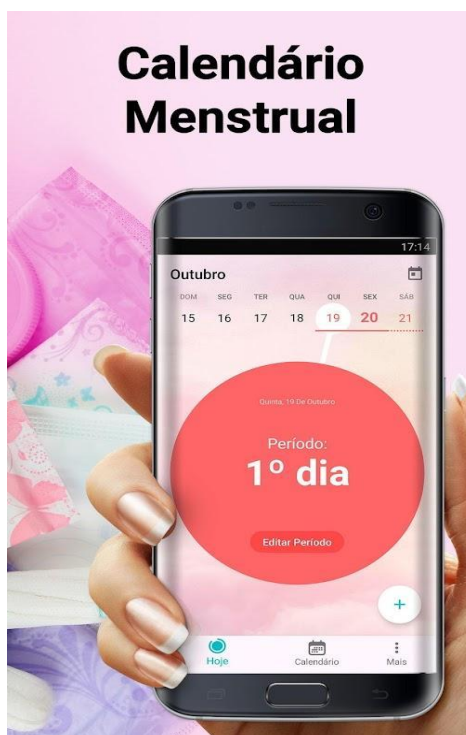 Calendário
Menstrual
17:14
Outubro
DOM SEG TER QUA QUI SEX SÁB
15 16 17 18 19 20 21
Quinta, 19 De Outubro
Período:
1º dia
Editar Período
+
Hoje Calendário Mais